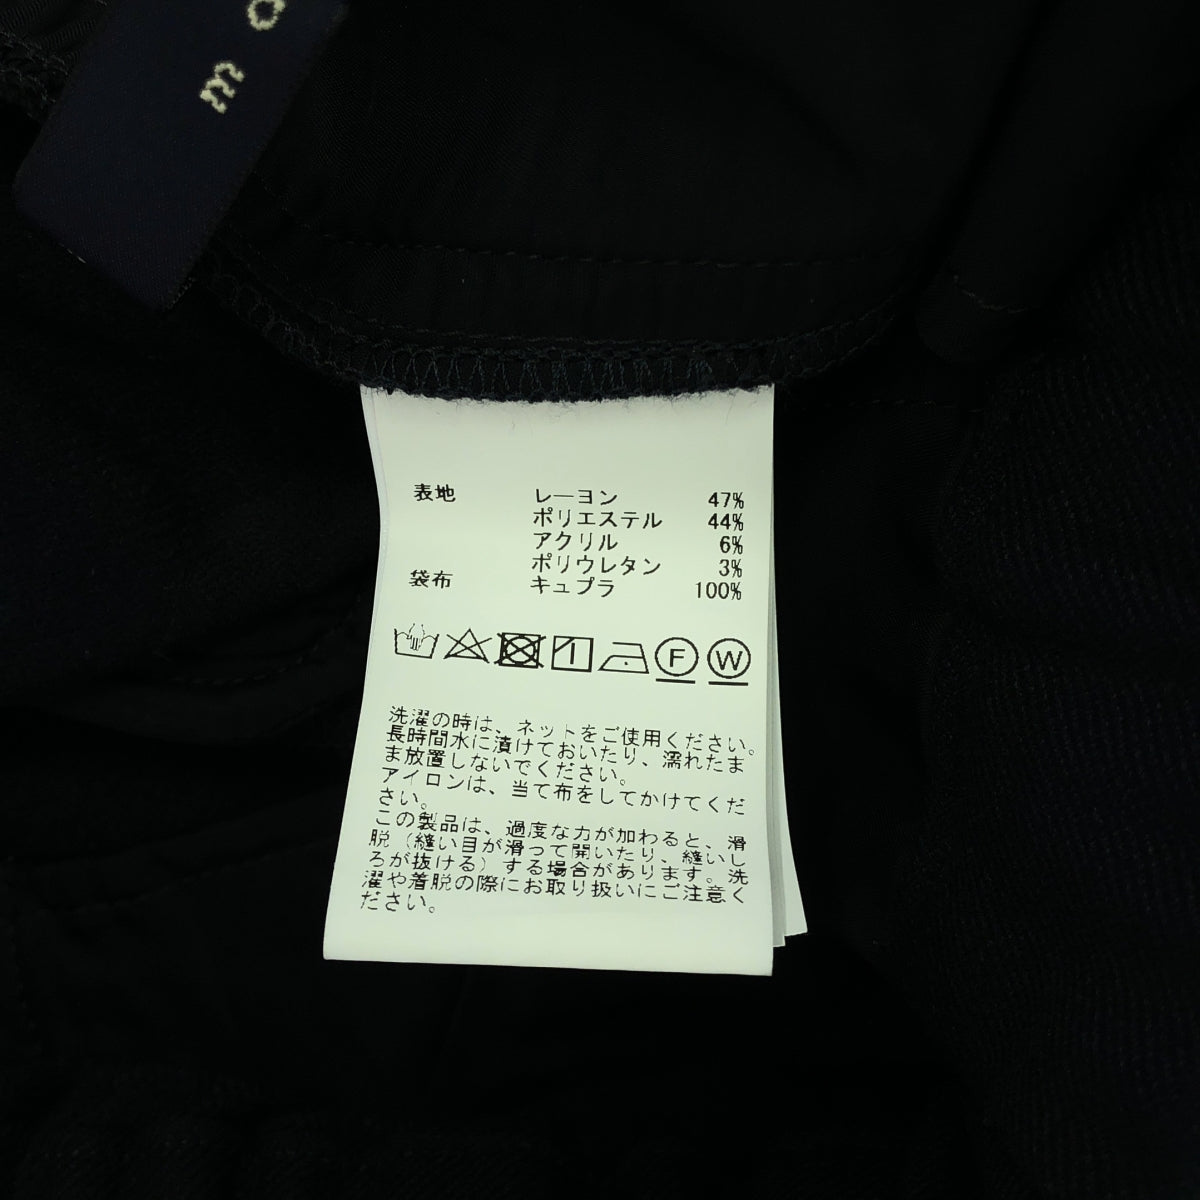 m
表地 レーヨン 47%
ポリエステル 44%
アクリル 6%
ポリウレタン 3%
袋布 キュプラ 100%
F W
洗濯の時は、ネットをご使用ください。
長時間水に漬けておいたり、濡れたま
ま放置しないでください。
アイロンは、当て布をしてかけてくだ
さい。
この製品は、過度な力が加わると、滑
脱（縫い目が滑って開いたり、縫いし
ろが抜ける）する場合があります。洗
濯や着脱の際にお取り扱いにご注意く
ださい。